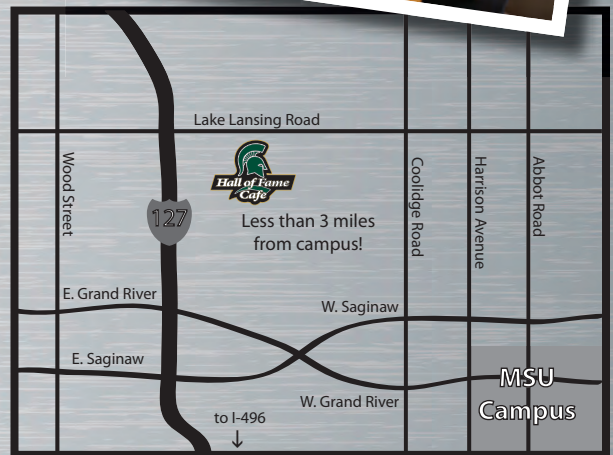 Lake Lansing Road
Wood Street
Hall of Fame
Cafe
127
Less than 3 miles
from campus!
Coolidge Road
Harrison Avenue
Abbot Road
E. Grand River
W. Saginaw
E. Saginaw
W. Grand River
MSU
Campus
to I-496